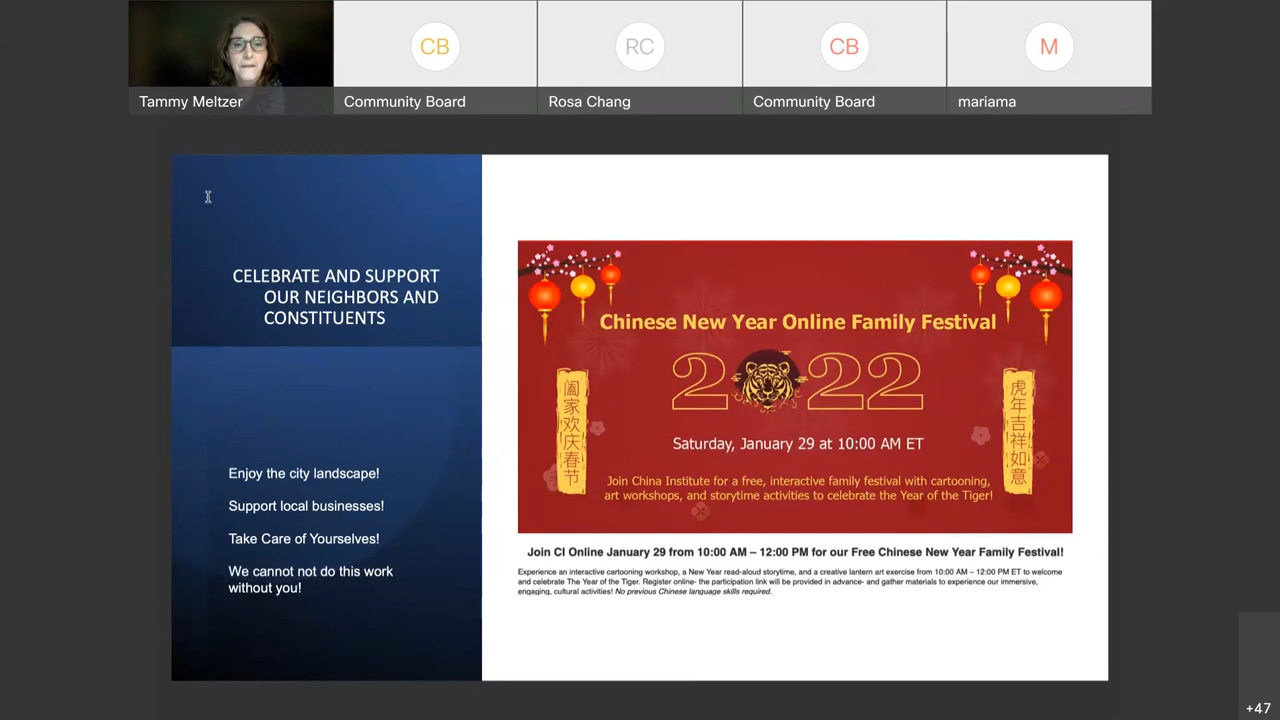 CB
RC
CB
M
Tammy Meltzer
Community Board
Rosa Chang
Community Board
mariama
CELEBRATE AND SUPPORT
OUR NEIGHBORS AND
CONSTITUENTS
Enjoy the city landscape!
Support local businesses!
Take Care of Yourselves!
We cannot not do this work
without you!
Chinese New Year Online Family Festival
2022
阖家欢庆春节
虎年吉祥如意
Saturday, January 29 at 10:00 AM ET
Join China Institute for a free, interactive family festival with cartooning,
art workshops, and storytime activities to celebrate the Year of the Tiger!
Join CI Online January 29 from 10:00 AM – 12:00 PM for our Free Chinese New Year Family Festival!
Experience an interactive cartooning workshop, a New Year read-aloud storytime, and a creative lantern art exercise from 10:00 AM – 12:00 PM ET to welcome
and celebrate The Year of the Tiger. Register online- the participation link will be provided in advance- and gather materials to experience our immersive,
engaging, cultural activities! No previous Chinese language skills required.
+47